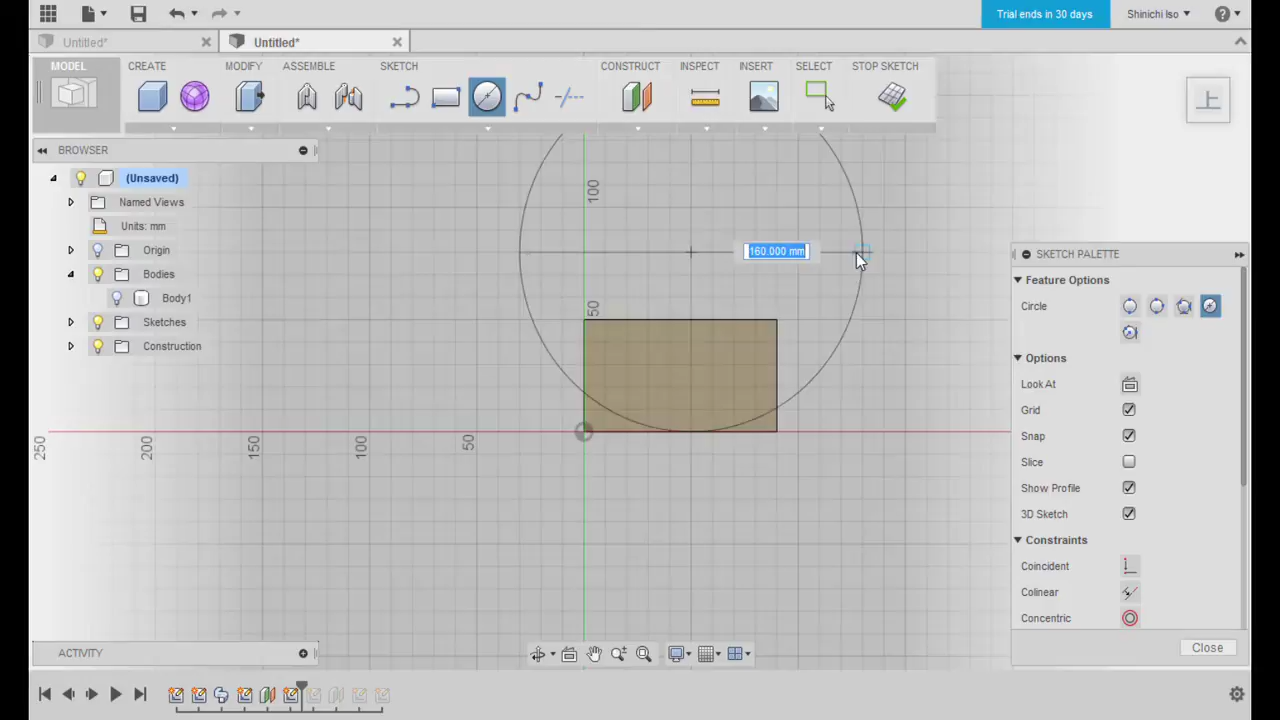 Trial ends in 30 days
Shinichi Iso
Untitled*
Untitled*
MODEL
CREATE
MODIFY
ASSEMBLE
SKETCH
CONSTRUCT
INSPECT
INSERT
SELECT
STOP SKETCH
上
BROWSER
(Unsaved)
Named Views
Units: mm
Origin
Bodies
Body1
Sketches
Construction
100
50
160.000 mm
250
200
150
100
50
SKETCH PALETTE
Feature Options
Circle
Options
Look At
Grid
Snap
Slice
Show Profile
3D Sketch
Constraints
Coincident
Colinear
Concentric
Close
ACTIVITY